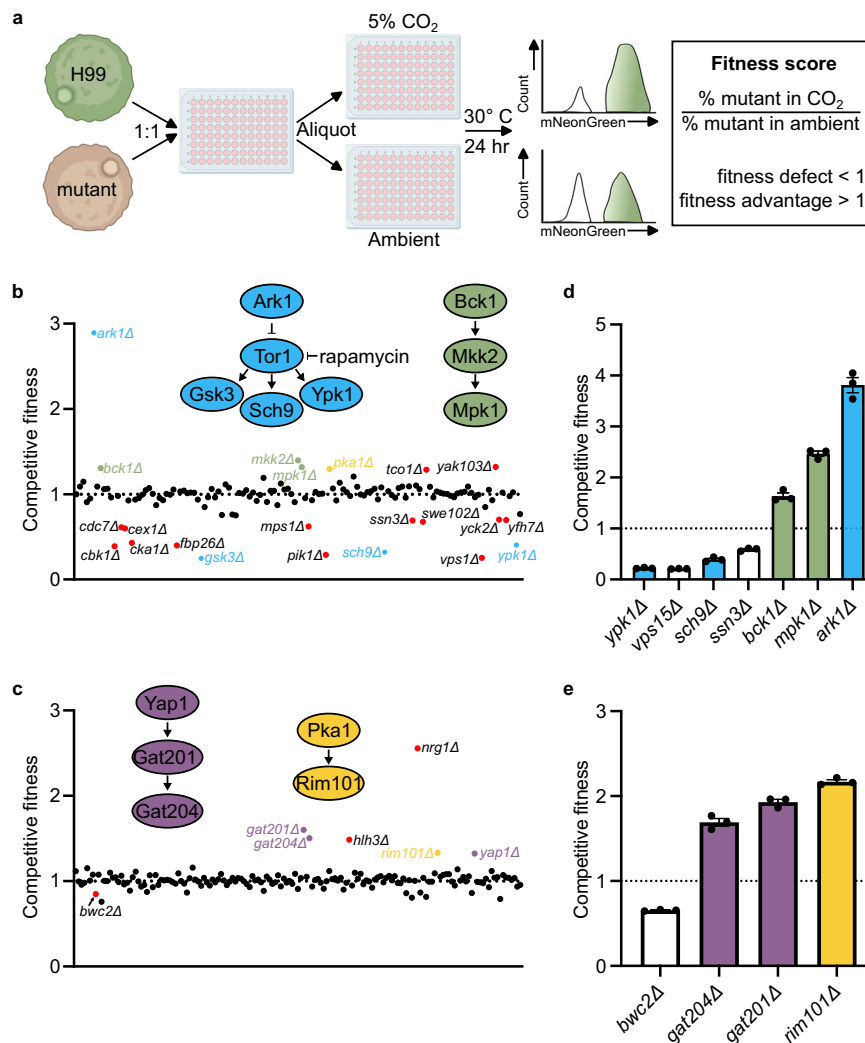 a
H99
1:1
mutant
5% CO2
Aliquot
Ambient
30° C
24 hr
Count
mNeonGreen
Count
mNeonGreen
Fitness score
% mutant in CO2
% mutant in ambient
fitness defect < 1
fitness advantage > 1
b
Competitive fitness
3
2
1
0
Ark1
Tor1
rapamycin
Gsk3
Sch9
Ypk1
Bck1
Mkk2
Mpk1
ark1Δ
bck1Δ
mkk2Δ
mpk1Δ
pka1Δ
tco1Δ
yak103Δ
cdc7Δ
cex1Δ
cbk1Δ
cka1Δ
fbp26Δ
gsk3Δ
mps1Δ
pik1Δ
sch9Δ
ssn3Δ
swe102Δ
yck2Δ
yfh7Δ
vps1Δ
ypk1Δ
d
Competitive fitness
5
4
3
2
1
0
ypk1Δ
vps15Δ
sch9Δ
ssn3Δ
bck1Δ
mpk1Δ
ark1Δ
c
Competitive fitness
3
2
1
0
Yap1
Gat201
Gat204
Pka1
Rim101
nrg1Δ
gat201Δ
gat204Δ
hlh3Δ
rim101Δ
yap1Δ
bwc2Δ
e
Competitive fitness
3
2
1
0
bwc2Δ
gat204Δ
gat201Δ
rim101Δ